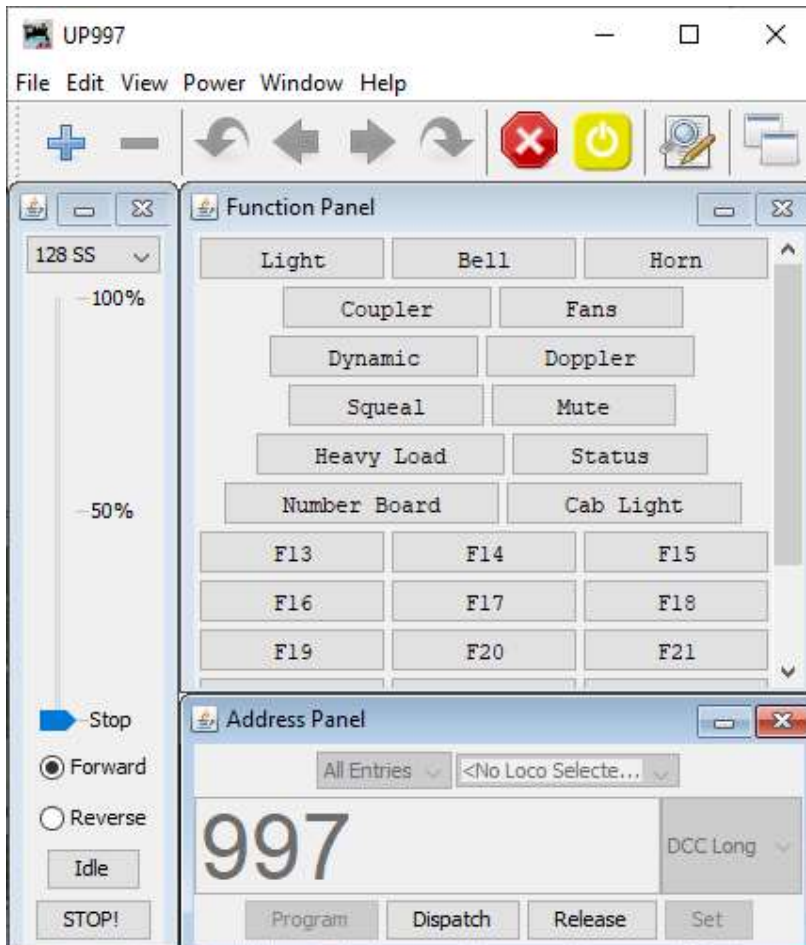 UP997
File Edit View Power Window Help
128 SS
100%
50%
Stop
Forward
Reverse
Idle
STOP!
Function Panel
Light Bell Horn
Coupler Fans
Dynamic Doppler
Squeal Mute
Heavy Load Status
Number Board Cab Light
F13 F14 F15
F16 F17 F18
F19 F20 F21
Address Panel
All Entries <No Loco Selecte...
997 DCC Long
Program Dispatch Release Set